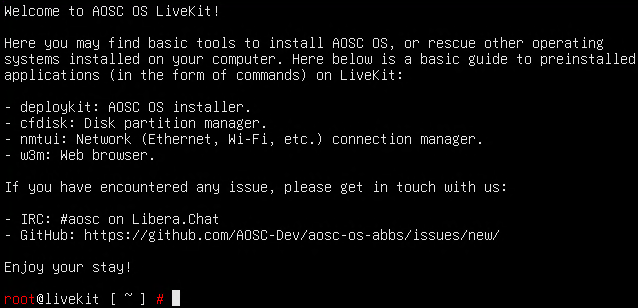 Welcome to AOSC OS LiveKit!
Here you may find basic tools to install AOSC OS, or rescue other operating
systems installed on your computer. Here below is a basic guide to preinstalled
applications (in the form of commands) on LiveKit:
- deploykit: AOSC OS installer.
- cfdisk: Disk partition manager.
- nmtui: Network (Ethernet, Wi-Fi, etc.) connection manager.
- w3m: Web browser.
If you have encountered any issue, please get in touch with us:
- IRC: #aosc on Libera.Chat
- GitHub: https://github.com/AOSC-Dev/aosc-os-abbs/issues/new/
Enjoy your stay!
root@livekit [ ~ ] #